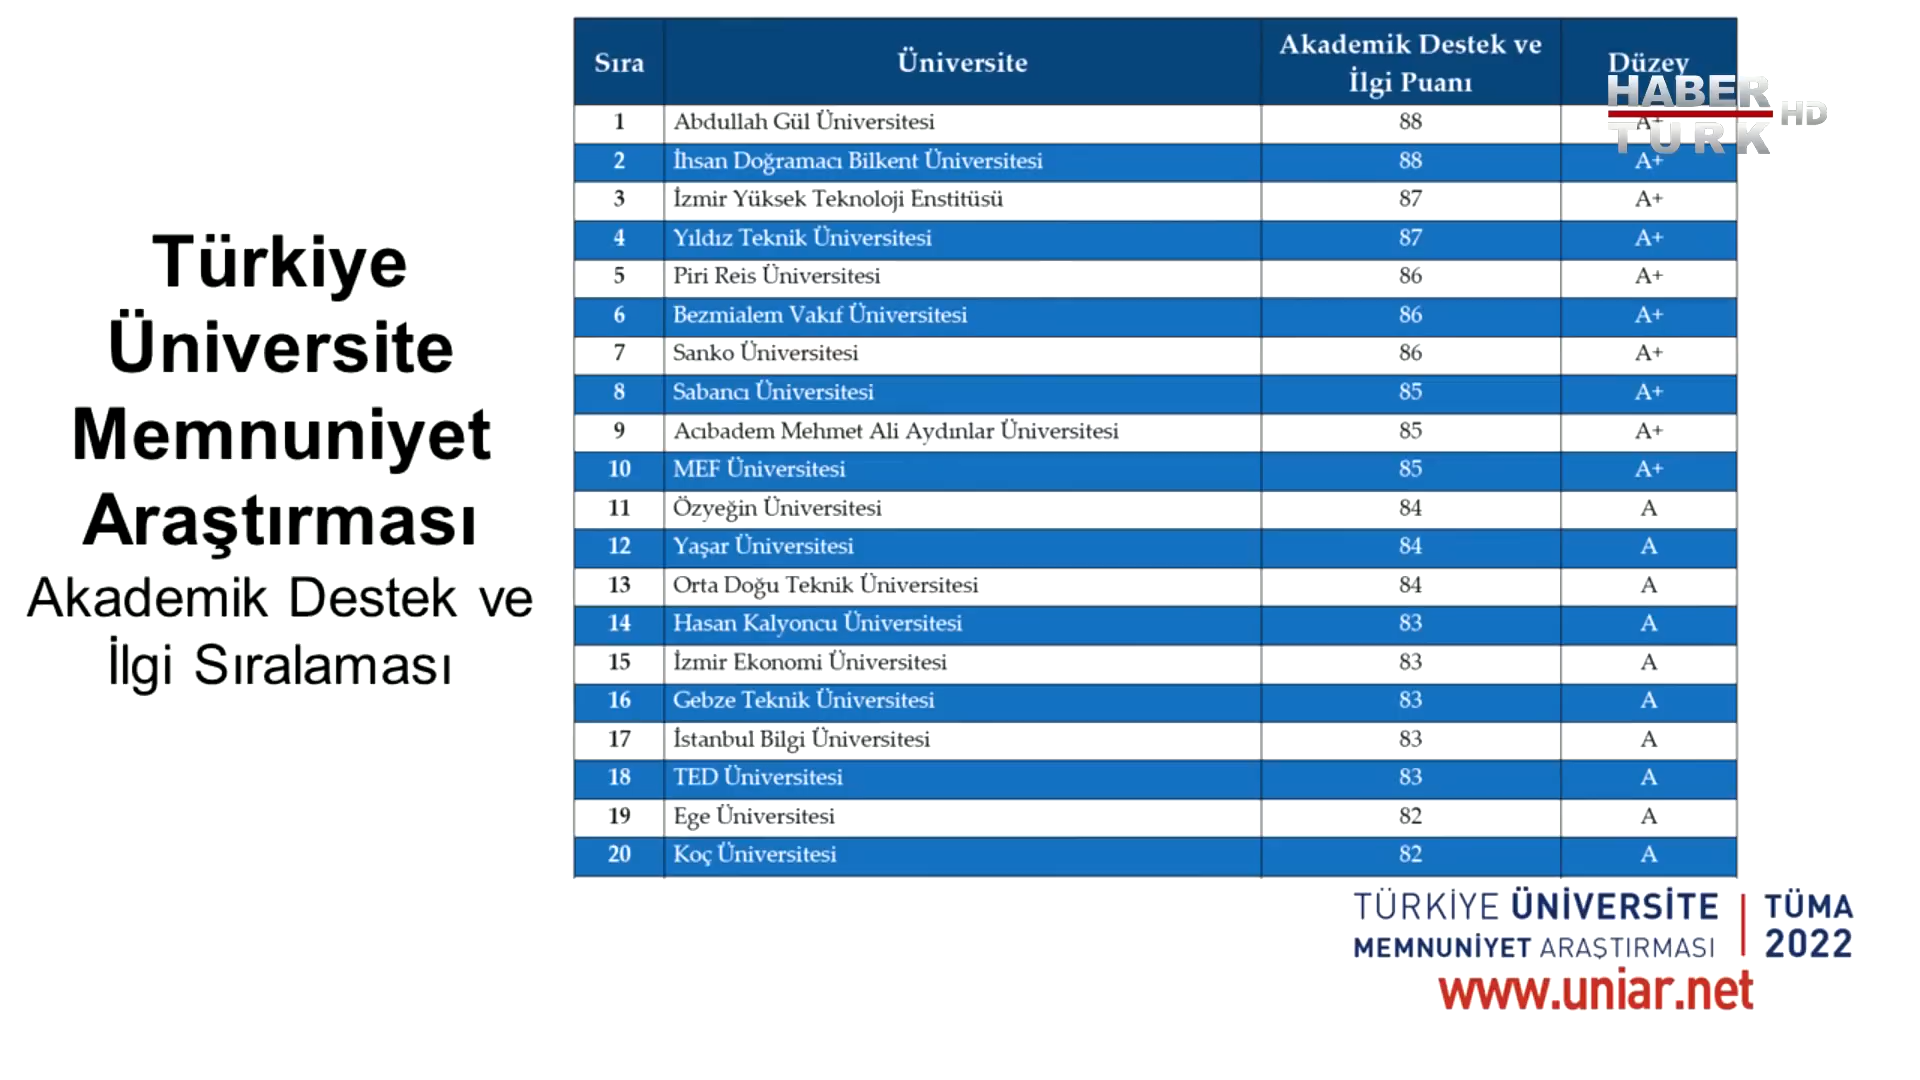 Türkiye
Üniversite
Memnuniyet
Araştırması
Akademik Destek ve
İlgi Sıralaması
Sıra Üniversite Akademik Destek ve İlgi Puanı Düzey
1 Abdullah Gül Üniversitesi 88 A+
2 İhsan Doğramacı Bilkent Üniversitesi 88 A+
3 İzmir Yüksek Teknoloji Enstitüsü 87 A+
4 Yıldız Teknik Üniversitesi 87 A+
5 Piri Reis Üniversitesi 86 A+
6 Bezmialem Vakıf Üniversitesi 86 A+
7 Sanko Üniversitesi 86 A+
8 Sabancı Üniversitesi 85 A+
9 Acıbadem Mehmet Ali Aydınlar Üniversitesi 85 A+
10 MEF Üniversitesi 85 A+
11 Özyeğin Üniversitesi 84 A
12 Yaşar Üniversitesi 84 A
13 Orta Doğu Teknik Üniversitesi 84 A
14 Hasan Kalyoncu Üniversitesi 83 A
15 İzmir Ekonomi Üniversitesi 83 A
16 Gebze Teknik Üniversitesi 83 A
17 İstanbul Bilgi Üniversitesi 83 A
18 TED Üniversitesi 83 A
19 Ege Üniversitesi 82 A
20 Koç Üniversitesi 82 A
HABER
TÜRK
HD
TÜRKİYE ÜNİVERSİTE
MEMNUNİYET ARAŞTIRMASI
TÜMA
2022
www.uniar.net